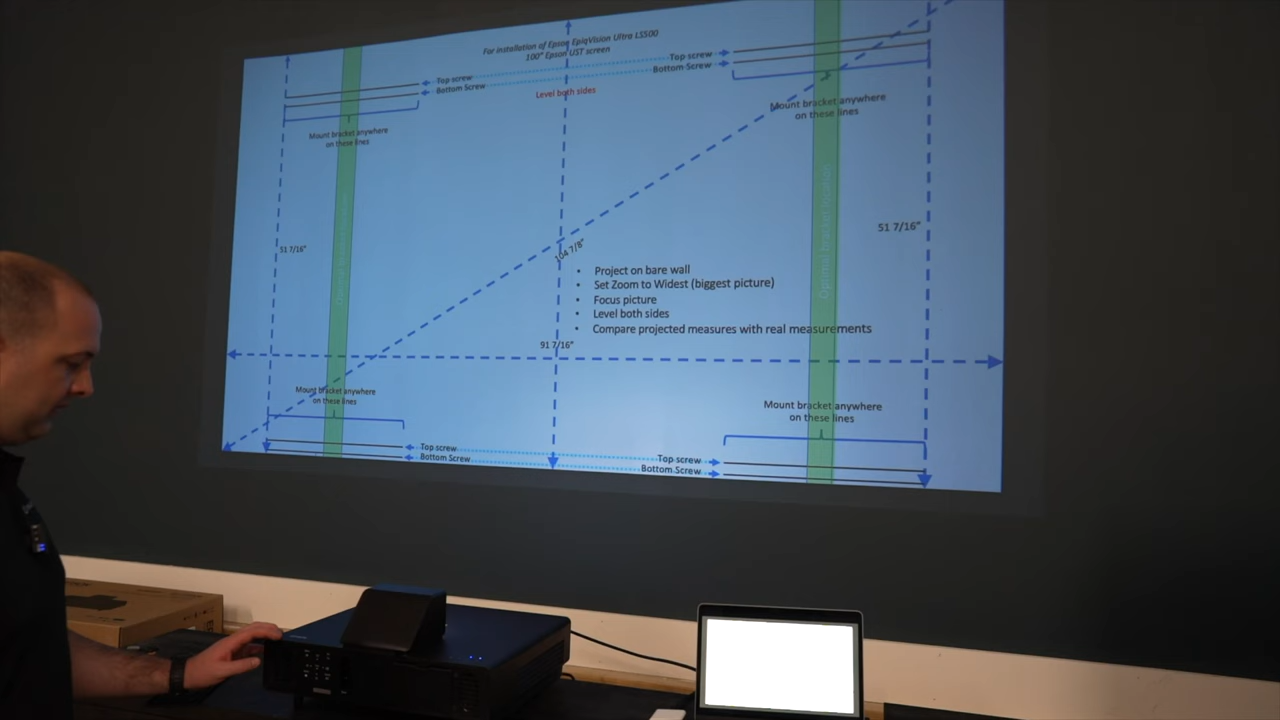 For installation of Epson EpiqVision Ultra LS500
100" Epson UST screen
Top screw
Bottom Screw
Top screw
Bottom Screw
Level both sides
Mount bracket anywhere
on these lines
Mount bracket anywhere
on these lines
Optimal bracket location
51 7/16"
51 7/16"
104 7/8"
• Project on bare wall
• Set Zoom to Widest (biggest picture)
• Focus picture
• Level both sides
• Compare projected measures with real measurements
91 7/16"
Mount bracket anywhere
on these lines
Mount bracket anywhere
on these lines
Top screw
Bottom Screw
Top screw
Bottom Screw